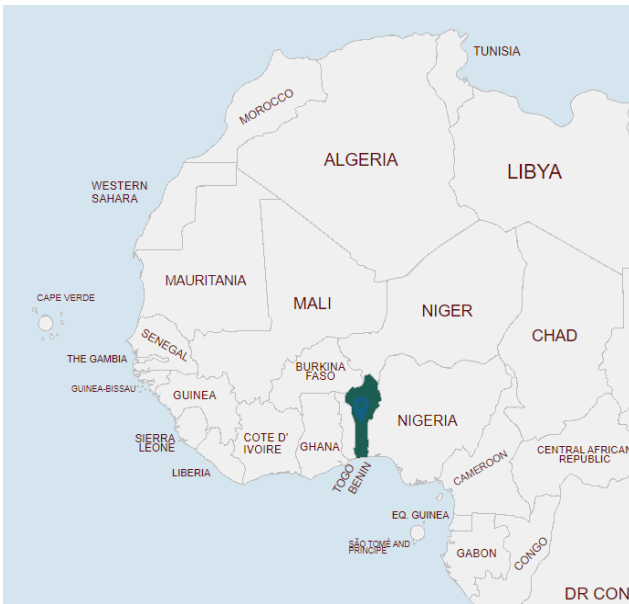 TUNISIA
MOROCCO
ALGERIA
LIBYA
WESTERN
SAHARA
MAURITANIA
CAPE VERDE
MALI
NIGER
CHAD
SENEGAL
THE GAMBIA
BURKINA
FASO
GUINEA-BISSAU
GUINEA
NIGERIA
SIERRA
LEONE
COTE D'
IVOIRE
GHANA
CENTRAL AFRICAN
REPUBLIC
LIBERIA
TOGO
BENIN
CAMEROON
EQ. GUINEA
SÃO TOMÉ AND
PRINCIPE
GABON
CONGO
DR CON